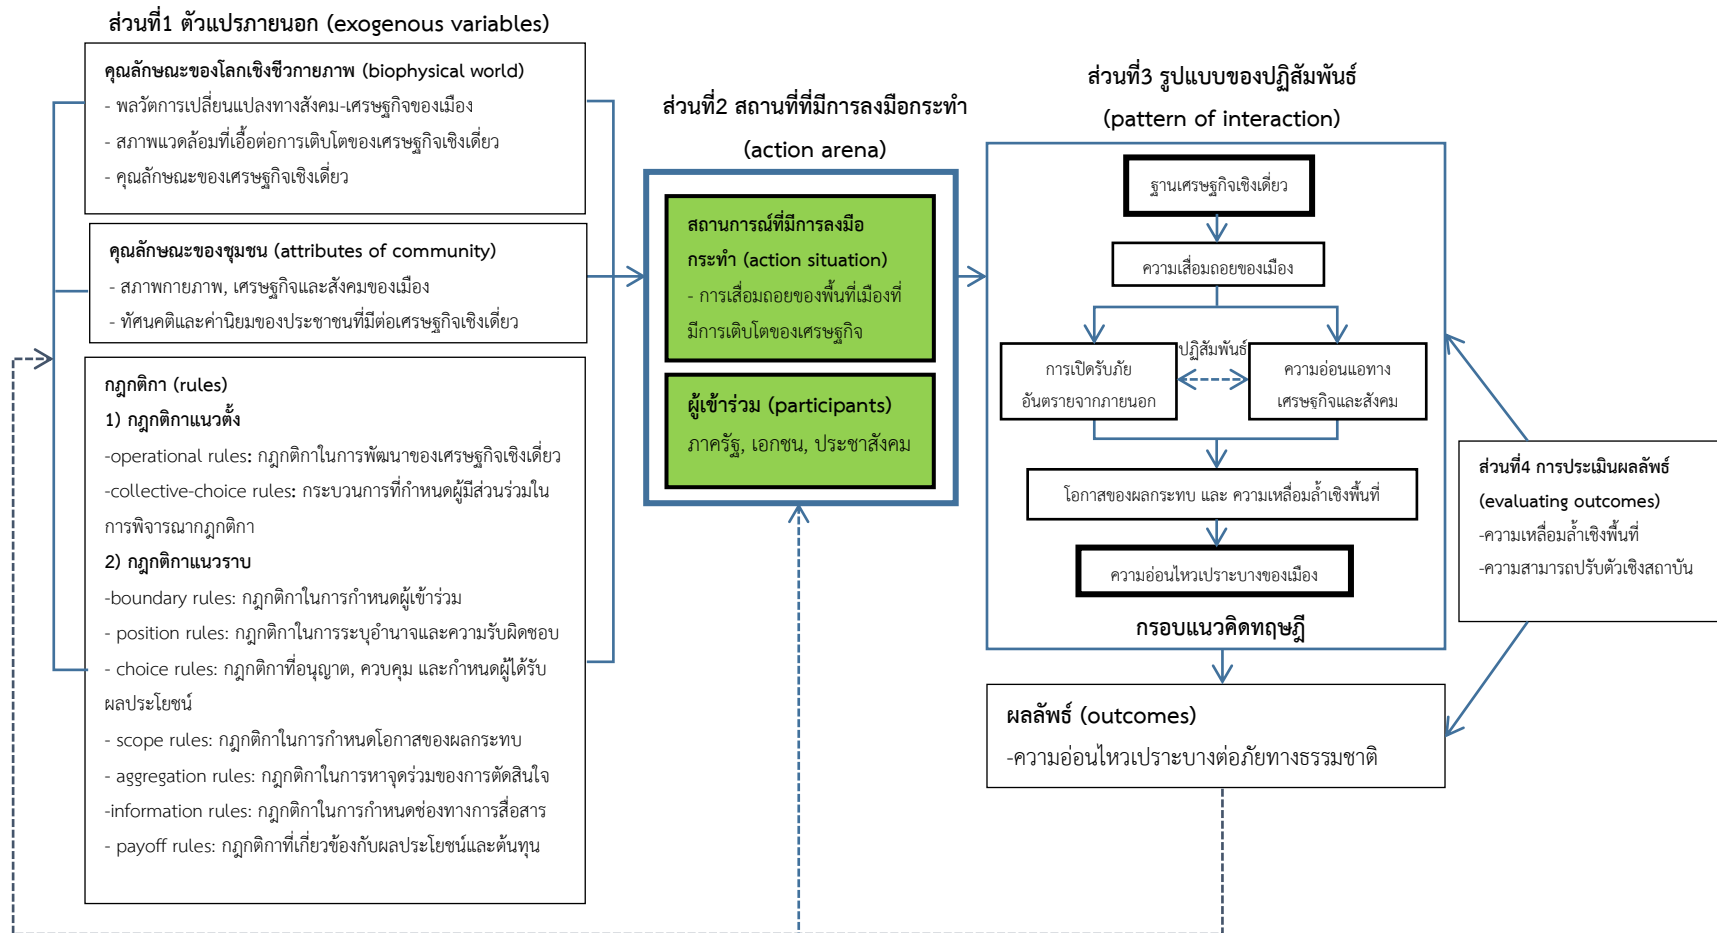 ส่วนที่1 ตัวแปรภายนอก (exogenous variables)
คุณลักษณะของโลกเชิงชีวกายภาพ (biophysical world)
- พลวัตการเปลี่ยนแปลงทางสังคม-เศรษฐกิจของเมือง
- สภาพแวดล้อมที่เอื้อต่อการเติบโตของเศรษฐกิจเชิงเดี่ยว
- คุณลักษณะของเศรษฐกิจเชิงเดี่ยว
คุณลักษณะของชุมชน (attributes of community)
- สภาพกายภาพ, เศรษฐกิจและสังคมของเมือง
- ทัศนคติและค่านิยมของประชาชนที่มีต่อเศรษฐกิจเชิงเดี่ยว
กฎกติกา (rules)
1) กฎกติกาแนวตั้ง
-operational rules: กฎกติกาในการพัฒนาของเศรษฐกิจเชิงเดี่ยว
-collective-choice rules: กระบวนการที่กำหนดผู้มีส่วนร่วมใน
การพิจารณากฎกติกา
2) กฎกติกาแนวราบ
-boundary rules: กฎกติกาในการกำหนดผู้เข้าร่วม
- position rules: กฎกติกาในการระบุอำนาจและความรับผิดชอบ
- choice rules: กฎกติกาที่อนุญาต, ควบคุม และกำหนดผู้ได้รับ
ผลประโยชน์
- scope rules: กฎกติกาในการกำหนดโอกาสของผลกระทบ
- aggregation rules: กฎกติกาในการหาจุดร่วมของการตัดสินใจ
-information rules: กฎกติกาในการกำหนดช่องทางการสื่อสาร
- payoff rules: กฎกติกาที่เกี่ยวข้องกับผลประโยชน์และต้นทุน
ส่วนที่2 สถานที่ที่มีการลงมือกระทำ
(action arena)
สถานการณ์ที่มีการลงมือ
กระทำ (action situation)
- การเสื่อมถอยของพื้นที่เมืองที่
มีการเติบโตของเศรษฐกิจ
ผู้เข้าร่วม (participants)
ภาครัฐ, เอกชน, ประชาสังคม
ส่วนที่3 รูปแบบของปฏิสัมพันธ์
(pattern of interaction)
ฐานเศรษฐกิจเชิงเดี่ยว
ความเสื่อมถอยของเมือง
ปฏิสัมพันธ์
การเปิดรับภัย
อันตรายจากภายนอก
ความอ่อนแอทาง
เศรษฐกิจและสังคม
โอกาสของผลกระทบ และ ความเหลื่อมล้ำเชิงพื้นที่
ความอ่อนไหวเปราะบางของเมือง
กรอบแนวคิดทฤษฎี
ผลลัพธ์ (outcomes)
-ความอ่อนไหวเปราะบางต่อภัยทางธรรมชาติ
ส่วนที่4 การประเมินผลลัพธ์
(evaluating outcomes)
-ความเหลื่อมล้ำเชิงพื้นที่
-ความสามารถปรับตัวเชิงสถาบัน